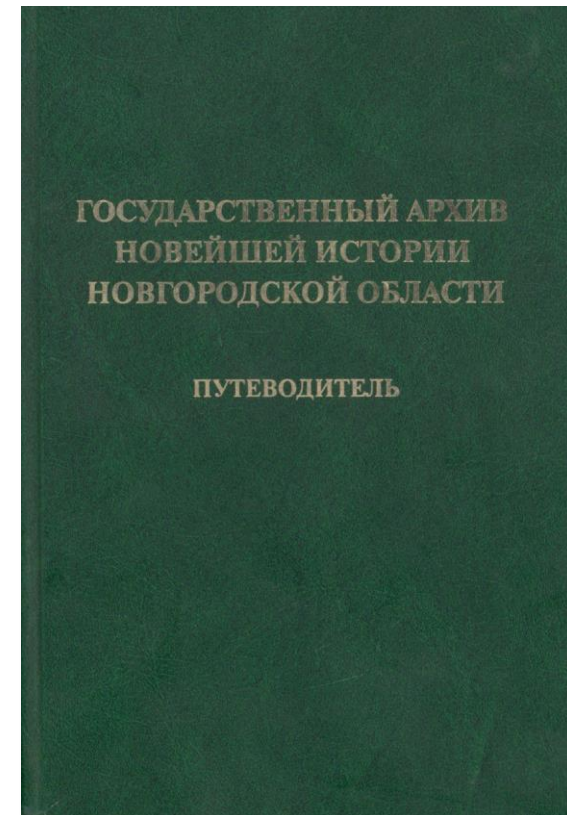 ГОСУДАРСТВЕННЫЙ АРХИВ
НОВЕЙШЕЙ ИСТОРИИ
НОВГОРОДСКОЙ ОБЛАСТИ
ПУТЕВОДИТЕЛЬ